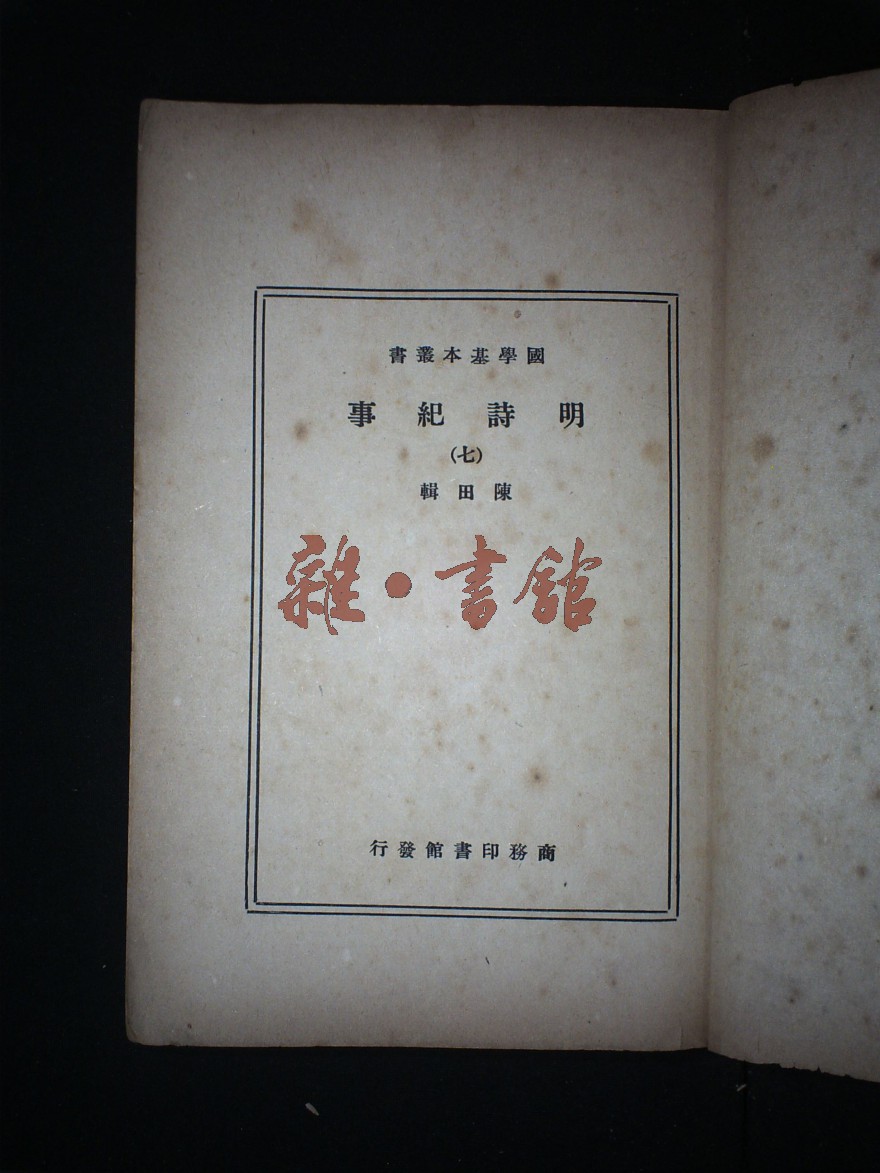 國學基本叢書
明詩紀事
(七)
陳田輯
雜·書館
商務印書館發行